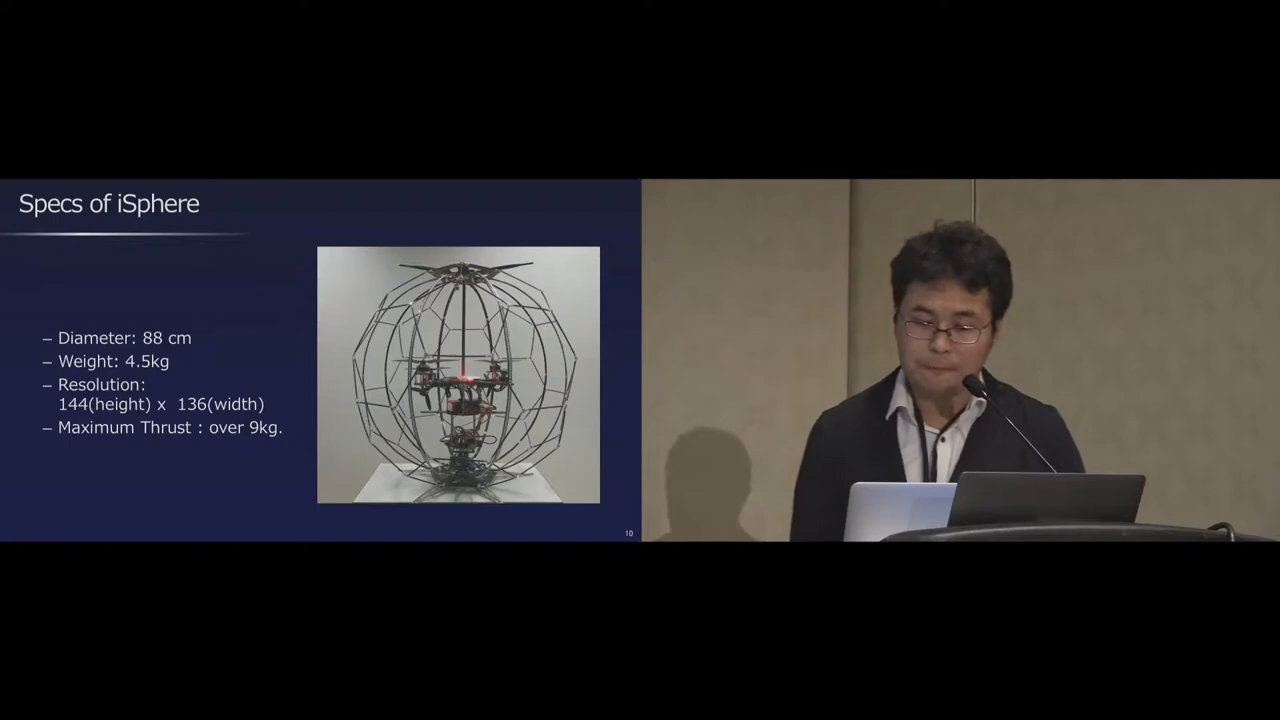 Specs of iSphere
– Diameter: 88 cm
– Weight: 4.5kg
– Resolution:
144(height) x 136(width)
– Maximum Thrust : over 9kg.
10